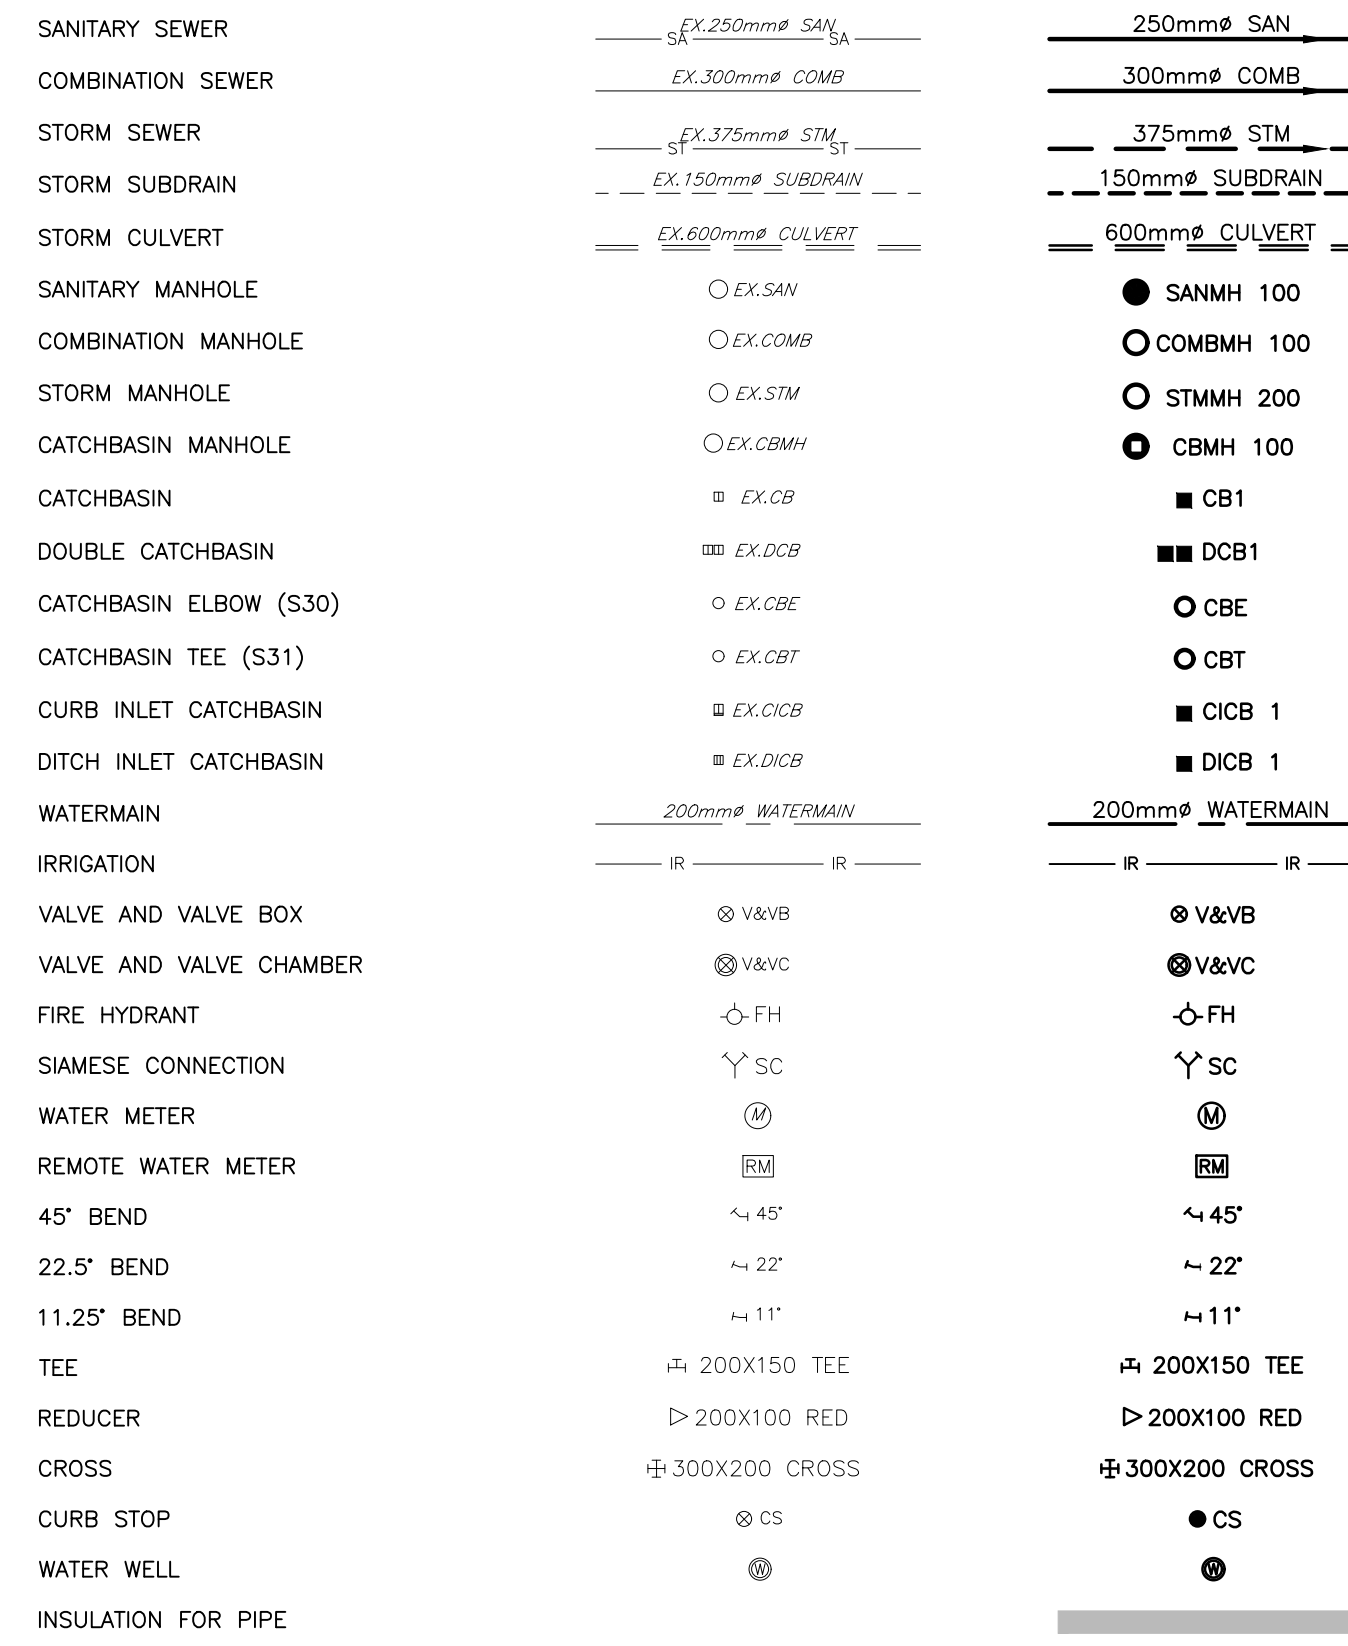 SANITARY SEWER EX.250mmø SAN SA SA 250mmø SAN
COMBINATION SEWER EX.300mmø COMB 300mmø COMB
STORM SEWER EX.375mmø STM ST ST 375mmø STM
STORM SUBDRAIN EX.150mmø SUBDRAIN 150mmø SUBDRAIN
STORM CULVERT EX.600mmø CULVERT 600mmø CULVERT
SANITARY MANHOLE EX.SAN SANMH 100
COMBINATION MANHOLE EX.COMB COMBMH 100
STORM MANHOLE EX.STM STMMH 200
CATCHBASIN MANHOLE EX.CBMH CBMH 100
CATCHBASIN EX.CB CB1
DOUBLE CATCHBASIN EX.DCB DCB1
CATCHBASIN ELBOW (S30) EX.CBE CBE
CATCHBASIN TEE (S31) EX.CBT CBT
CURB INLET CATCHBASIN EX.CICB CICB 1
DITCH INLET CATCHBASIN EX.DICB DICB 1
WATERMAIN 200mmø WATERMAIN 200mmø WATERMAIN
IRRIGATION IR IR IR IR
VALVE AND VALVE BOX V&VB V&VB
VALVE AND VALVE CHAMBER V&VC V&VC
FIRE HYDRANT FH FH
SIAMESE CONNECTION SC SC
WATER METER M M
REMOTE WATER METER RM RM
45° BEND 45° 45°
22.5° BEND 22° 22°
11.25° BEND 11° 11°
TEE 200X150 TEE 200X150 TEE
REDUCER 200X100 RED 200X100 RED
CROSS 300X200 CROSS 300X200 CROSS
CURB STOP CS CS
WATER WELL W W
INSULATION FOR PIPE